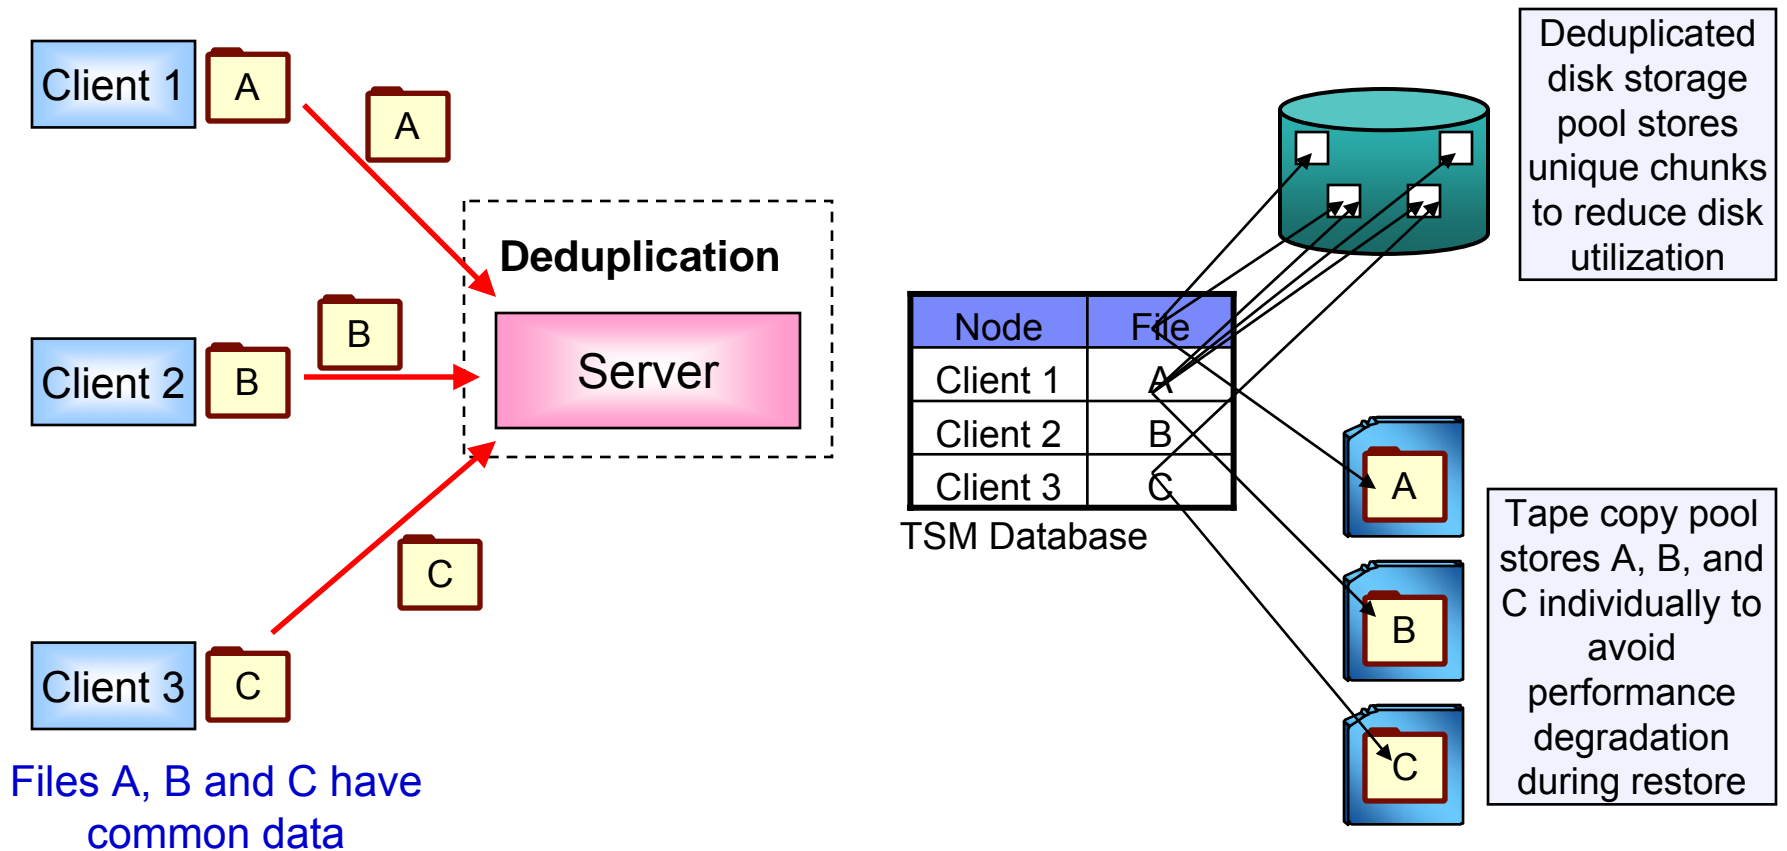 Client 1
A
A
Client 2
B
B
Client 3
C
C
Files A, B and C have
common data
Deduplication
Server
Node File
Client 1 A
Client 2 B
Client 3 C
TSM Database
Deduplicated
disk storage
pool stores
unique chunks
to reduce disk
utilization
A
B
C
Tape copy pool
stores A, B, and
C individually to
avoid
performance
degradation
during restore